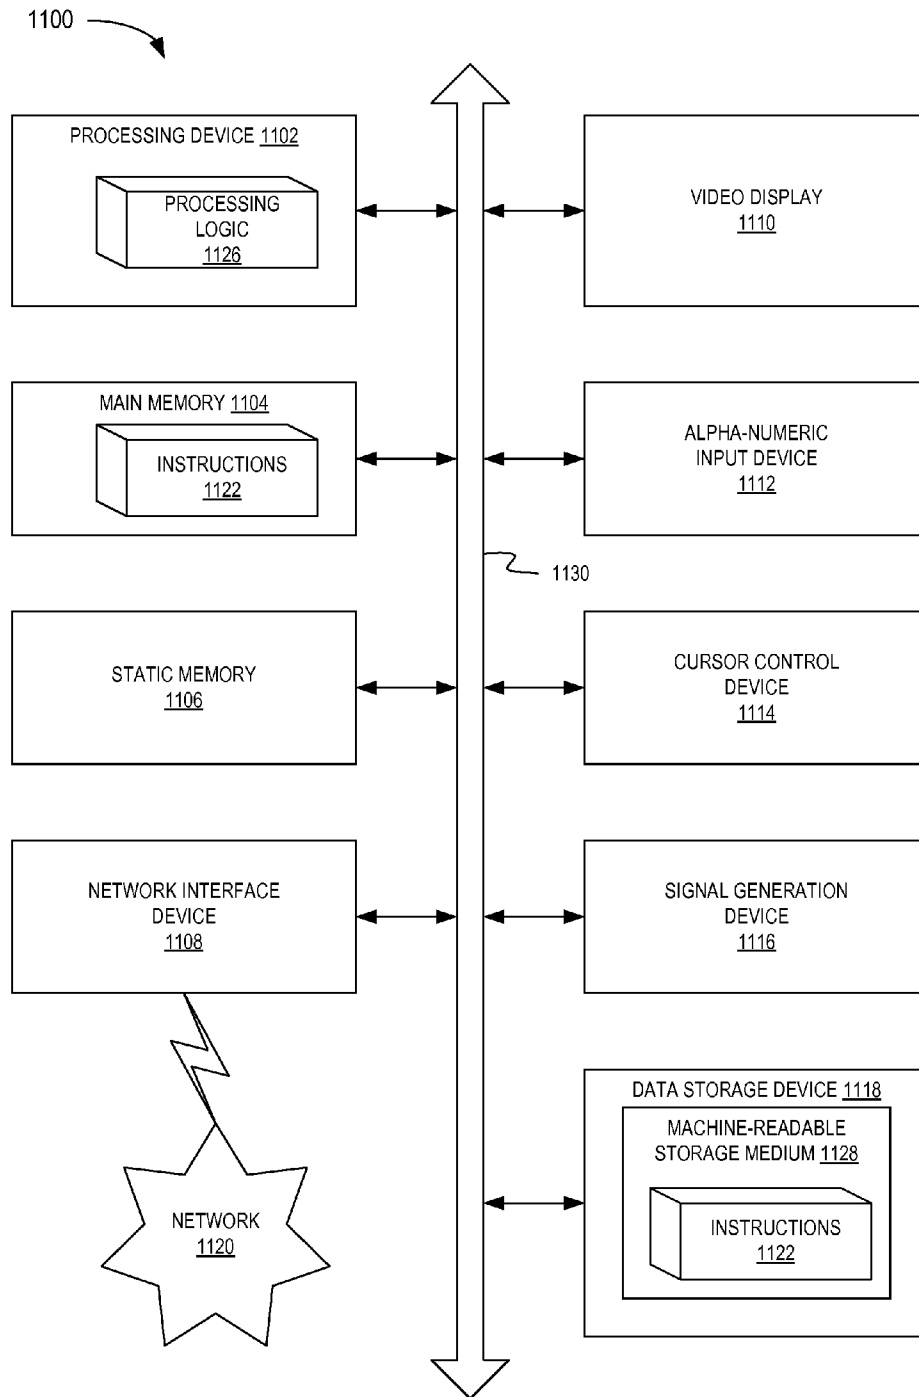 1100
PROCESSING DEVICE 1102
PROCESSING
LOGIC
1126
VIDEO DISPLAY
1110
MAIN MEMORY 1104
INSTRUCTIONS
1122
ALPHA-NUMERIC
INPUT DEVICE
1112
1130
STATIC MEMORY
1106
CURSOR CONTROL
DEVICE
1114
NETWORK INTERFACE
DEVICE
1108
SIGNAL GENERATION
DEVICE
1116
DATA STORAGE DEVICE 1118
MACHINE-READABLE
STORAGE MEDIUM 1128
INSTRUCTIONS
1122
NETWORK
1120